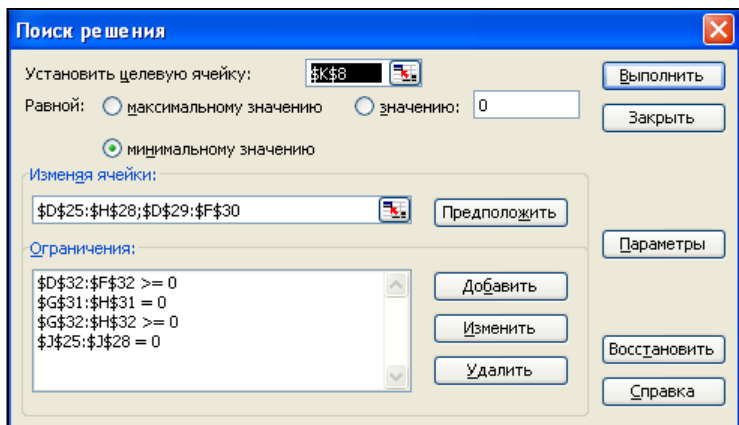 Поиск решения
Установить целевую ячейку: $K$8
Равной: максимальному значению значению: 0
минимальному значению
Изменяя ячейки:
$D$25:$H$28;$D$29:$F$30
Предположить
Ограничения:
$D$32:$F$32 >= 0
$G$31:$H$31 = 0
$G$32:$H$32 >= 0
$J$25:$J$28 = 0
Добавить
Изменить
Удалить
Выполнить
Закрыть
Параметры
Восстановить
Справка